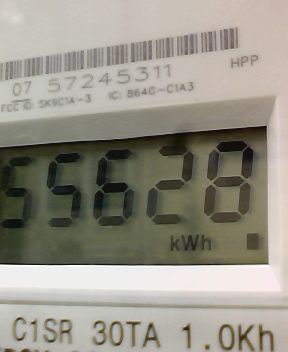 HPP
07 57245311
FCC ID: SK9C1A-3 IC: 864G-C1A3
55628
kWh
C1SR 30TA 1.0Kh